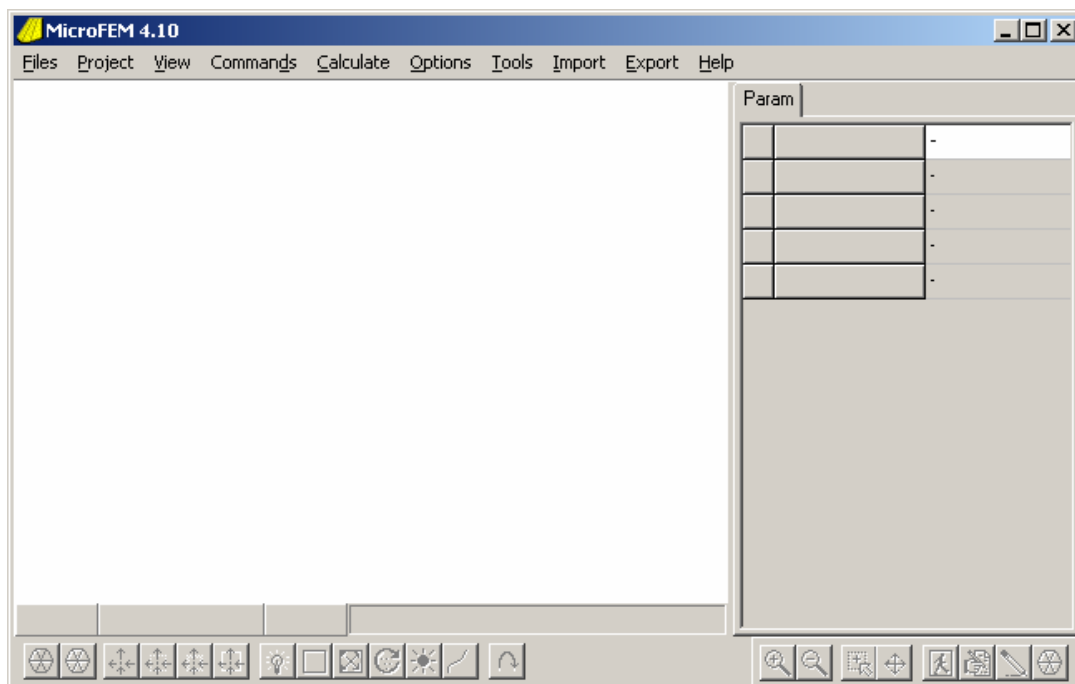 MicroFEM 4.10
Files Project View Commands Calculate Options Tools Import Export Help
Param
-
-
-
-
-